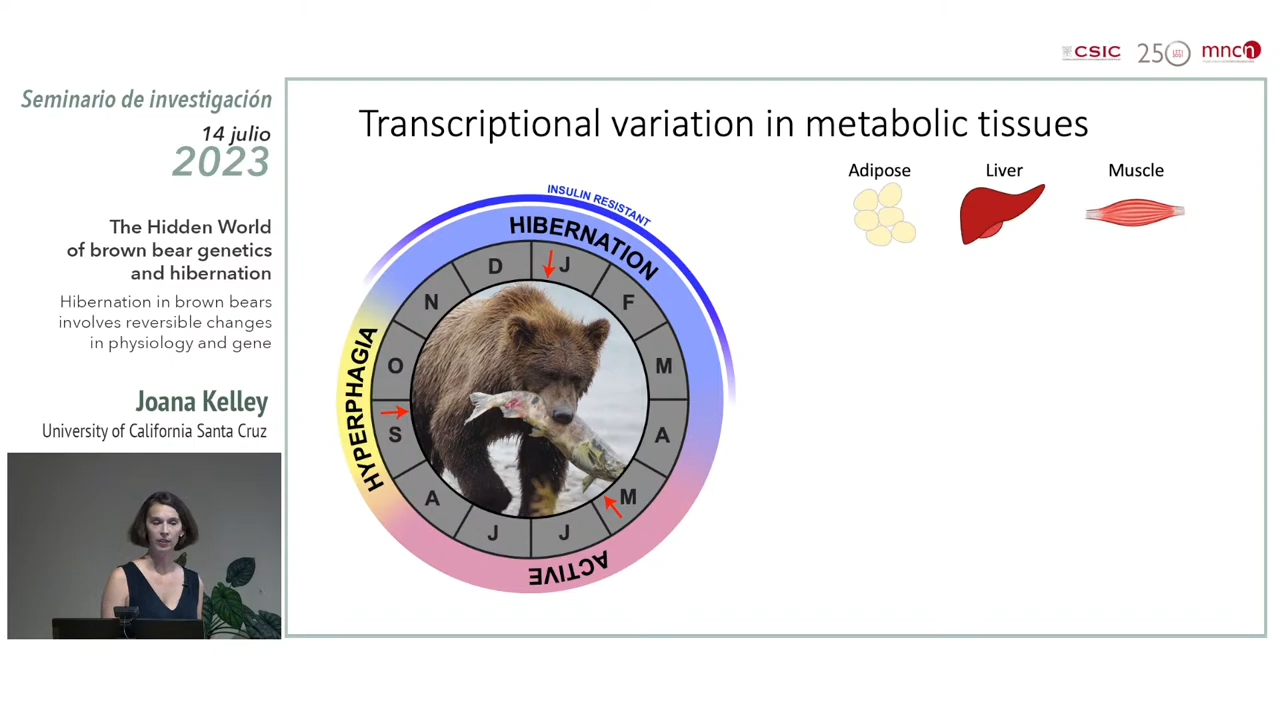 CSIC
250
mncn
Seminario de investigación
14 julio
2023
The Hidden World
of brown bear genetics
and hibernation
Hibernation in brown bears
involves reversible changes
in physiology and gene
Joana Kelley
University of California Santa Cruz
Transcriptional variation in metabolic tissues
Adipose
Liver
Muscle
INSULIN RESISTANT
HIBERNATION
HYPERPHAGIA
ACTIVE
J
F
M
A
M
J
J
A
S
O
N
D